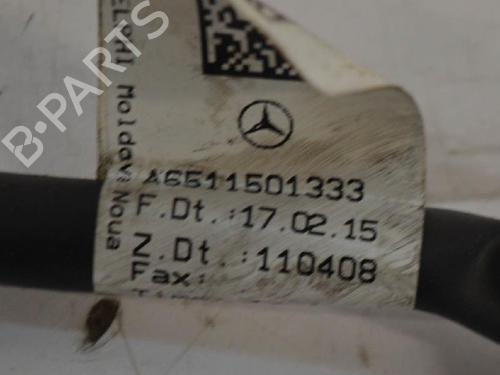 B-PARTS
Moldova Noua
A6511501333
F.Dt.:17.02.15
Z.Dt.:110408
Fax: